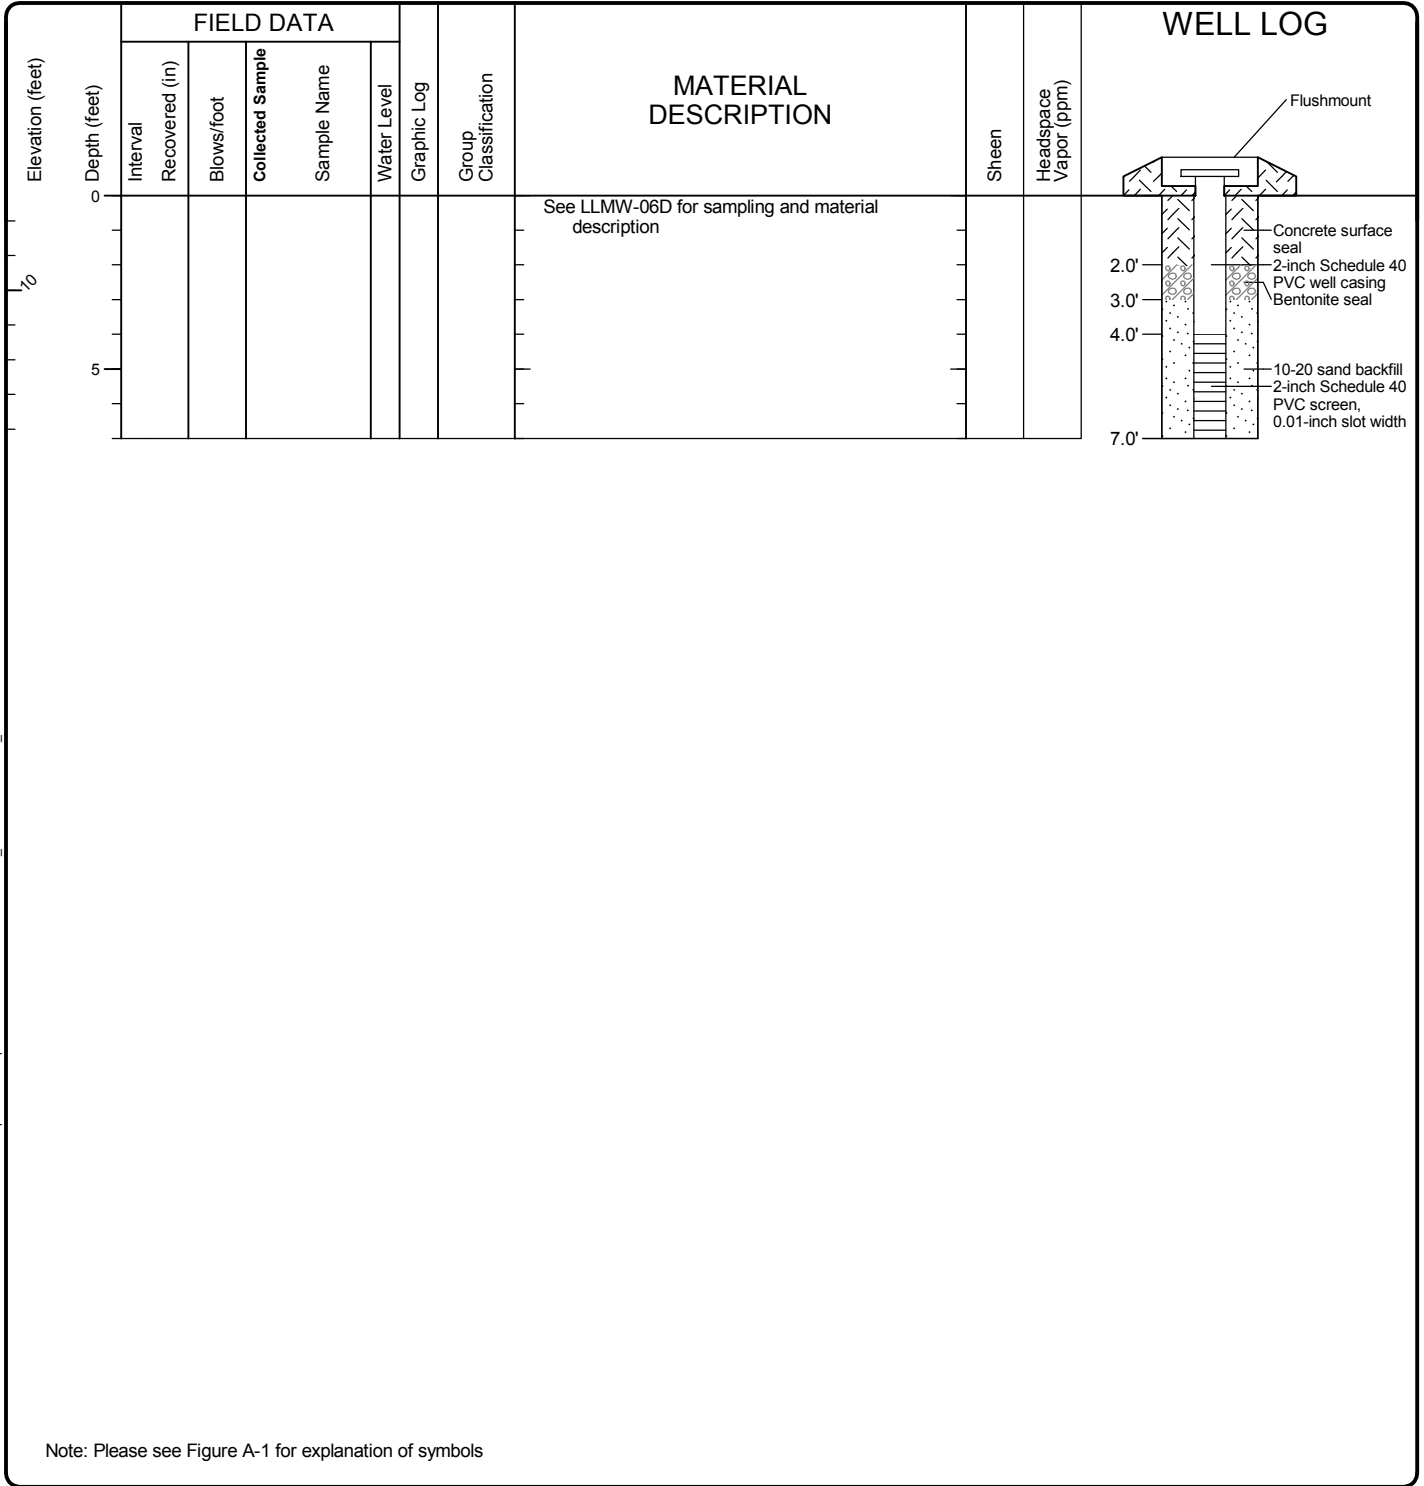 FIELD DATA
WELL LOG
Elevation (feet)
Depth (feet)
Interval
Recovered (in)
Blows/foot
Collected Sample
Sample Name
Water Level
Graphic Log
Group
Classification
MATERIAL
DESCRIPTION
Sheen
Headspace
Vapor (ppm)
Flushmount
0
See LLMW-06D for sampling and material
description
Concrete surface
seal
2.0'
2-inch Schedule 40
PVC well casing
10
3.0'
Bentonite seal
4.0'
5
10-20 sand backfill
2-inch Schedule 40
PVC screen,
0.01-inch slot width
7.0'
Note: Please see Figure A-1 for explanation of symbols